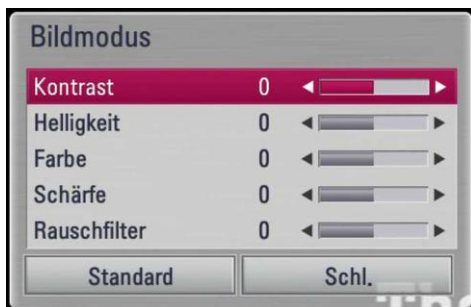 Bildmodus
Kontrast 0
Helligkeit 0
Farbe 0
Schärfe 0
Rauschfilter 0
Standard Schl.